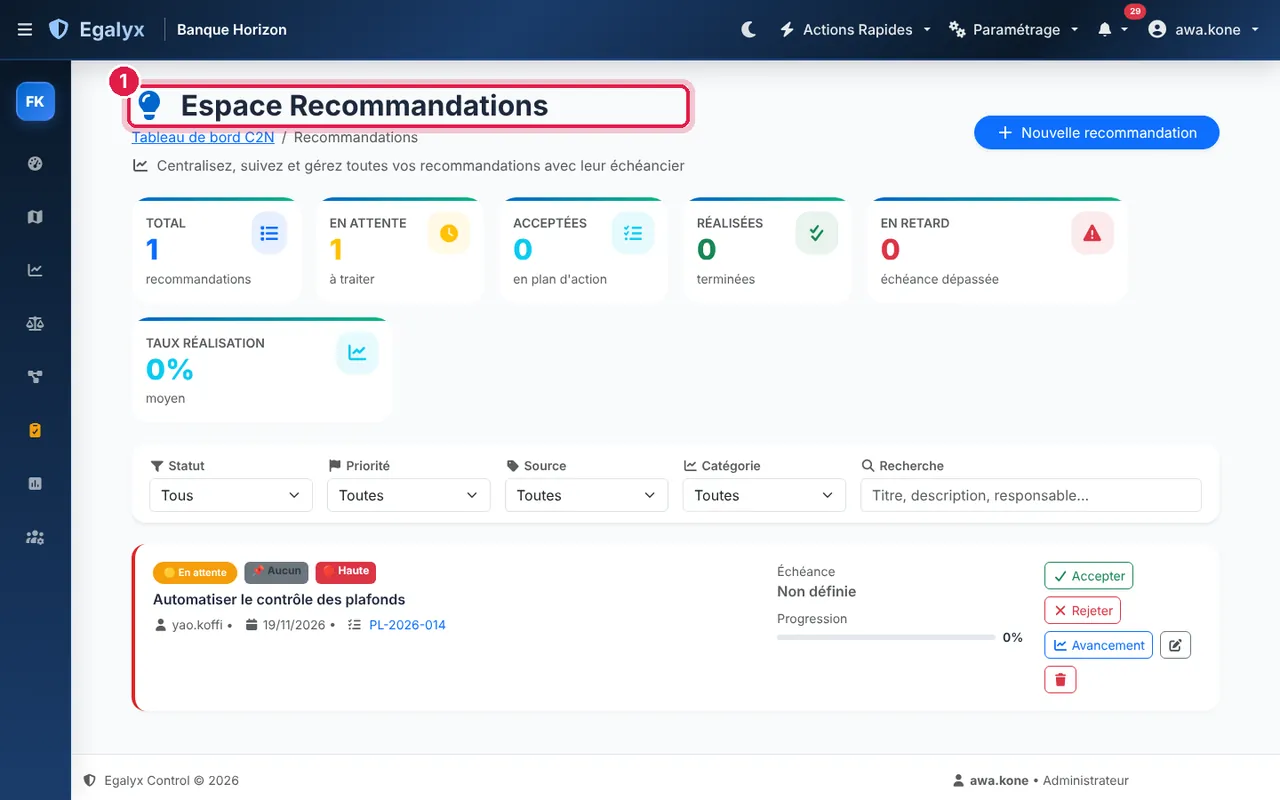 Egalyx
Banque Horizon
Actions Rapides
Paramétrage
29
awa.kone
FK
1
Espace Recommandations
Tableau de bord C2N / Recommandations
Centralisez, suivez et gérez toutes vos recommandations avec leur échéancier
Nouvelle recommandation
TOTAL
1
recommandations
EN ATTENTE
1
à traiter
ACCEPTÉES
0
en plan d'action
RÉALISÉES
0
terminées
EN RETARD
0
échéance dépassée
TAUX RÉALISATION
0%
moyen
Statut
Tous
Priorité
Toutes
Source
Toutes
Catégorie
Toutes
Recherche
Titre, description, responsable...
En attente
Aucun
Haute
Automatiser le contrôle des plafonds
yao.koffi • 19/11/2026 • PL-2026-014
Échéance
Non définie
Progression
0%
Accepter
Rejeter
Avancement
Egalyx Control © 2026
awa.kone • Administrateur